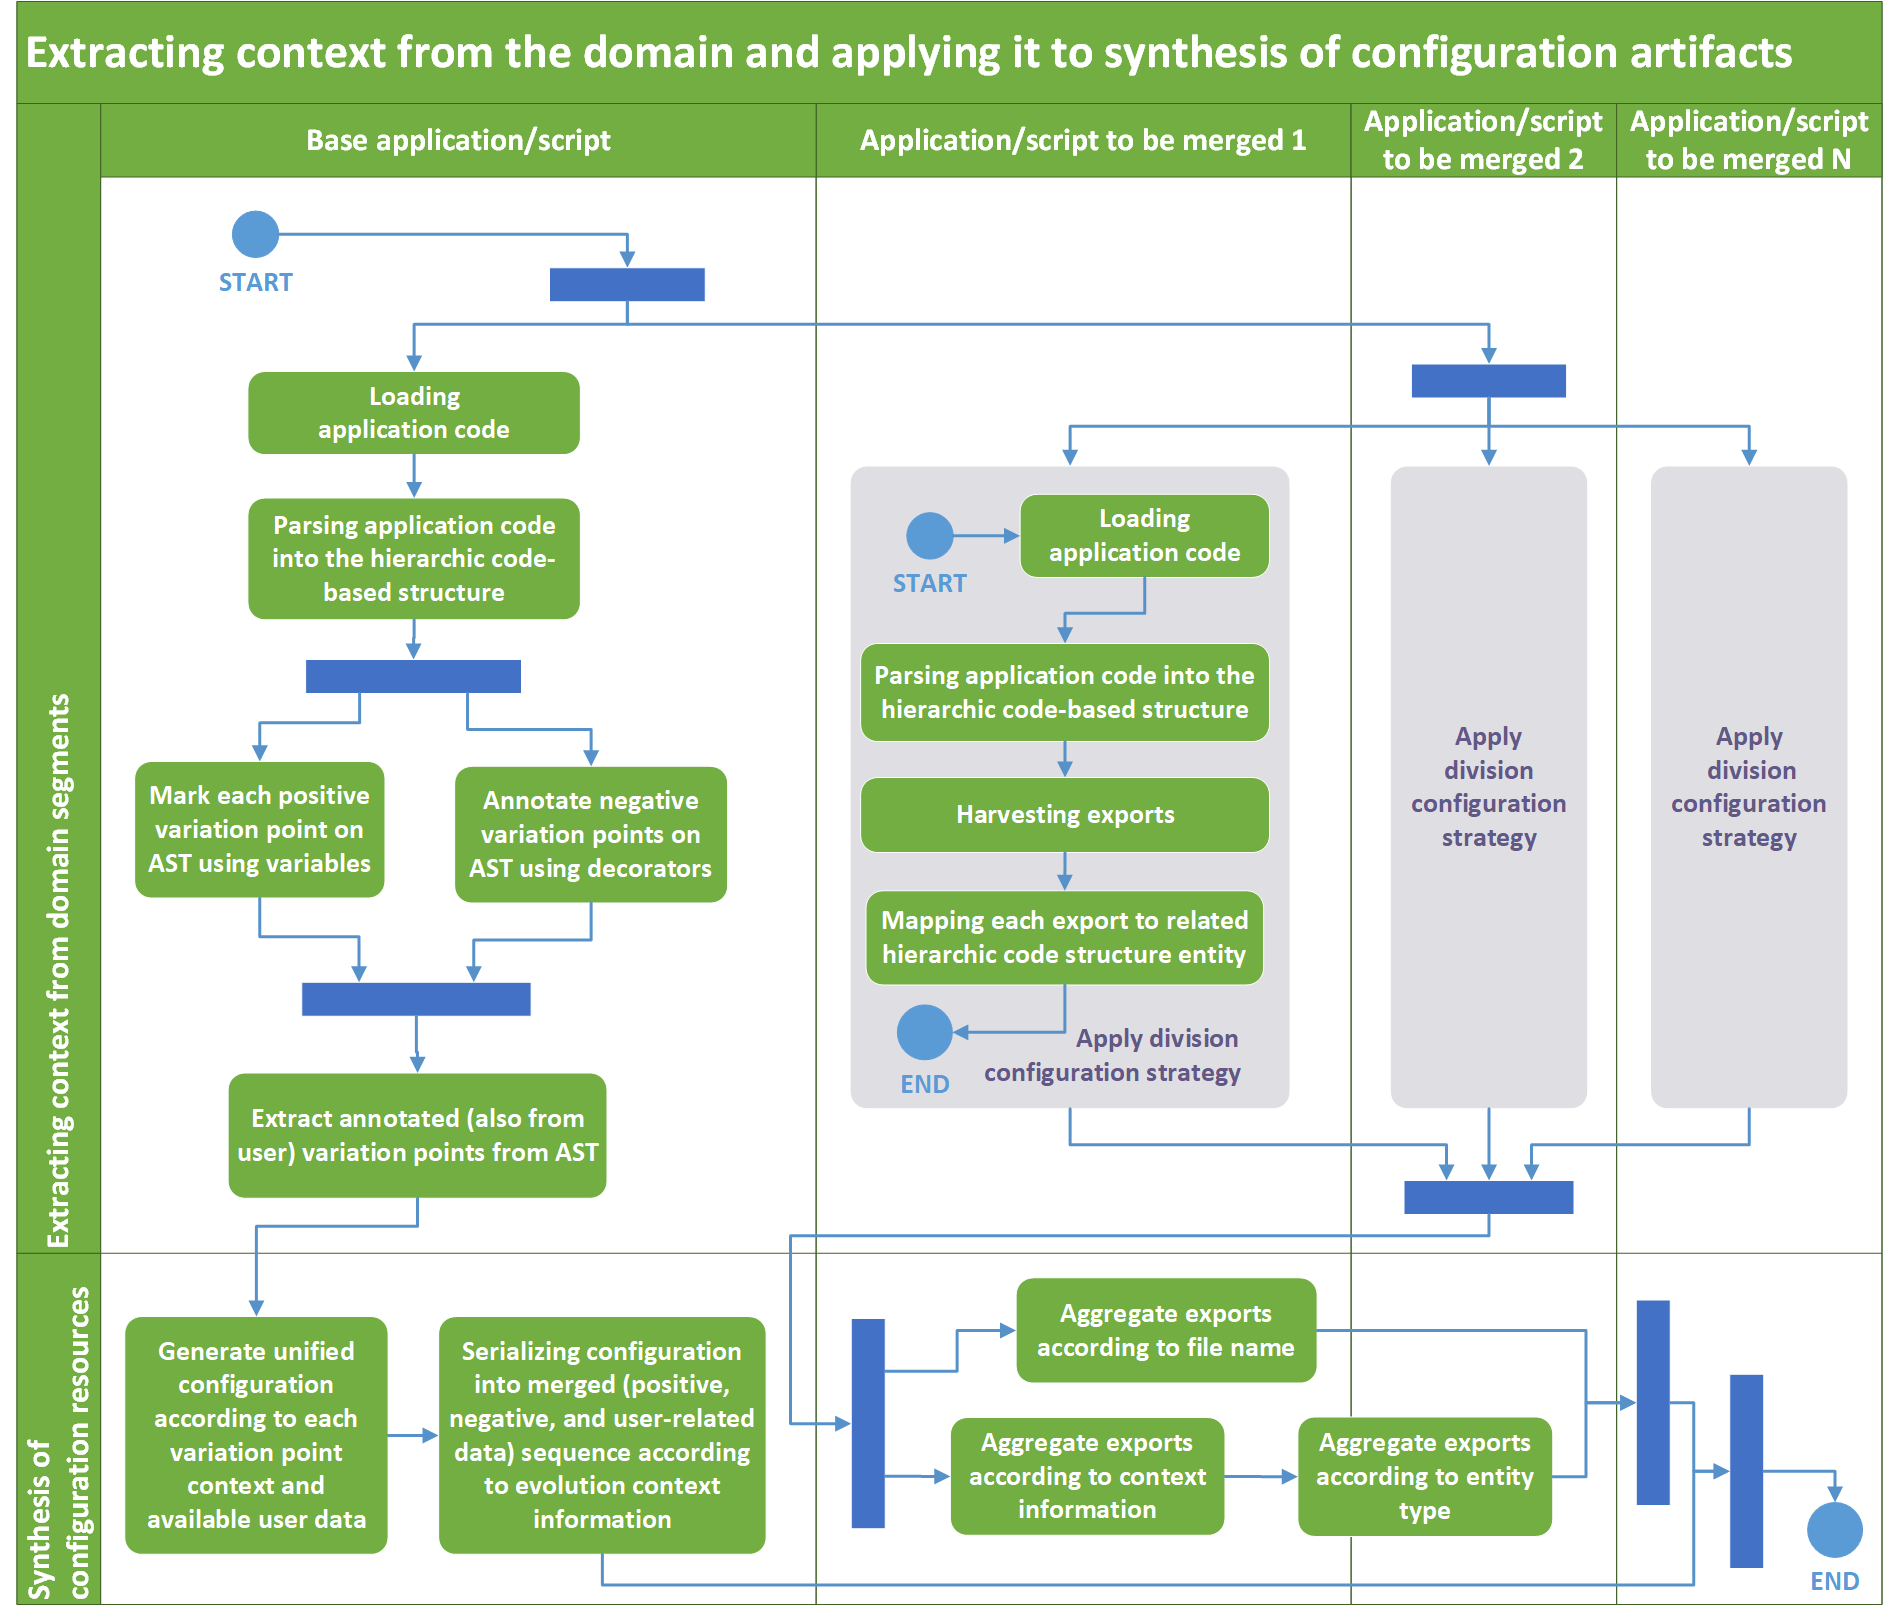 Extracting context from the domain and applying it to synthesis of configuration artifacts
Base application/script
Application/script to be merged 1
Application/script
to be merged 2
Application/script
to be merged N
Extracting context from domain segments
START
Loading
application code
Parsing application code
into the hierarchic code-
based structure
Mark each positive
variation point on
AST using variables
Annotate negative
variation points on
AST using decorators
Extract annotated (also from
user) variation points from AST
START
Loading
application code
Parsing application code into the
hierarchic code-based structure
Harvesting exports
Mapping each export to related
hierarchic code structure entity
END
Apply division
configuration strategy
Apply
division
configuration
strategy
Apply
division
configuration
strategy
Synthesis of
configuration resources
Generate unified
configuration
according to each
variation point
context and
available user data
Serializing configuration
into merged (positive,
negative, and user-related
data) sequence according
to evolution context
information
Aggregate exports
according to file name
Aggregate exports
according to context
information
Aggregate exports
according to entity
type
END